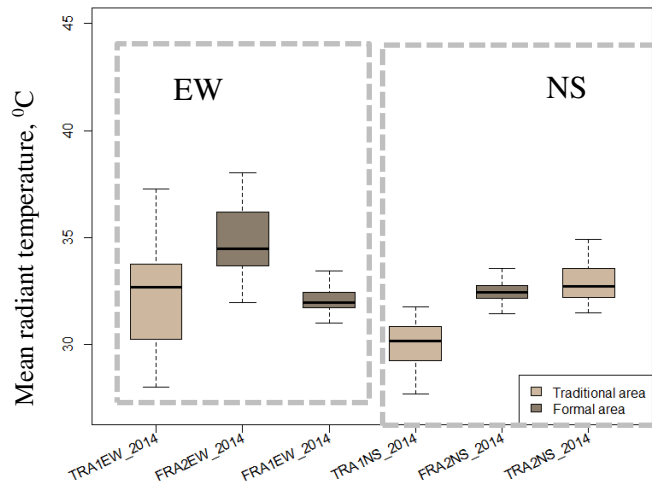 Mean radiant temperature, ⁰C
45
40
35
30
EW
NS
Traditional area
Formal area
TRA1EW_2014
FRA2EW_2014
FRA1EW_2014
TRA1NS_2014
FRA2NS_2014
TRA2NS_2014